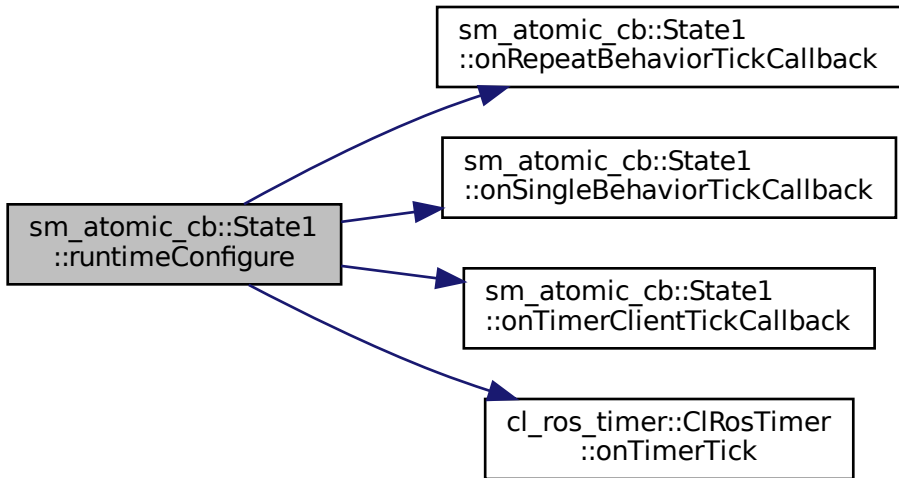 sm_atomic_cb::State1
::onRepeatBehaviorTickCallback
sm_atomic_cb::State1
::onSingleBehaviorTickCallback
sm_atomic_cb::State1
::runtimeConfigure
sm_atomic_cb::State1
::onTimerClientTickCallback
cl_ros_timer::ClRosTimer
::onTimerTick